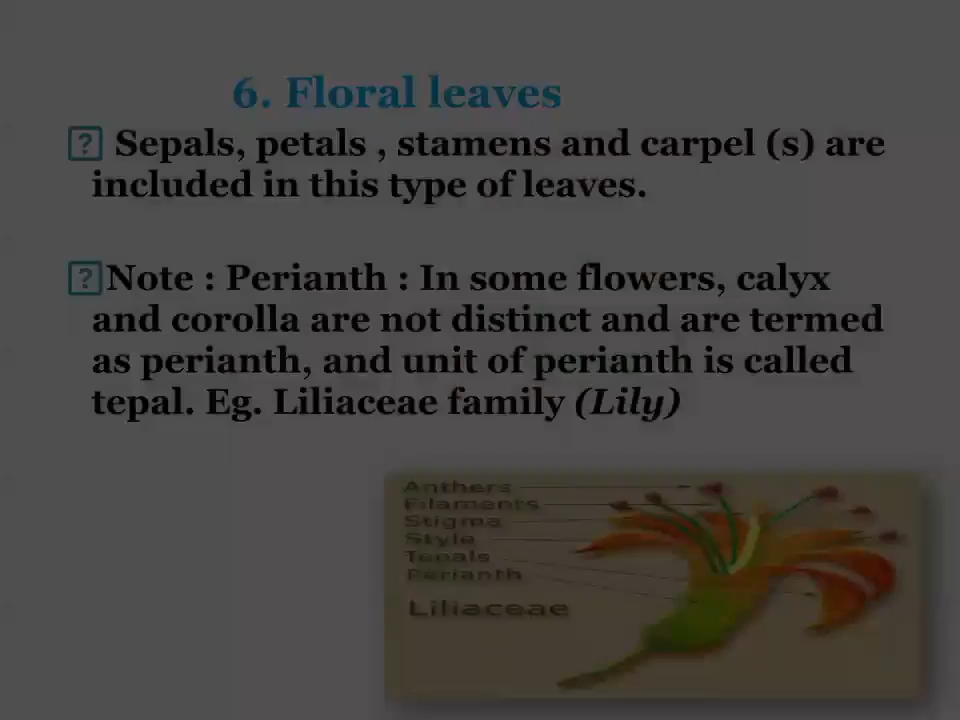 6. Floral leaves
Sepals, petals , stamens and carpel (s) are
included in this type of leaves.
Note : Perianth : In some flowers, calyx
and corolla are not distinct and are termed
as perianth, and unit of perianth is called
tepal. Eg. Liliaceae family (Lily)
Anthers
Filaments
Stigma
Style
Tepals
Perianth
Liliaceae